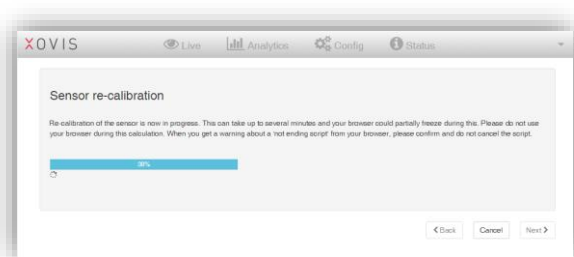 XOVIS Live Analytics Config Status
Sensor re-calibration
Re-calibration of the sensor is now in progress. This can take up to several minutes and your browser could partially freeze during this. Please do not use
your browser during this calculation. When you get a warning about a 'not ending script' from your browser, please confirm and do not cancel the script.
39%
Back Cancel Next